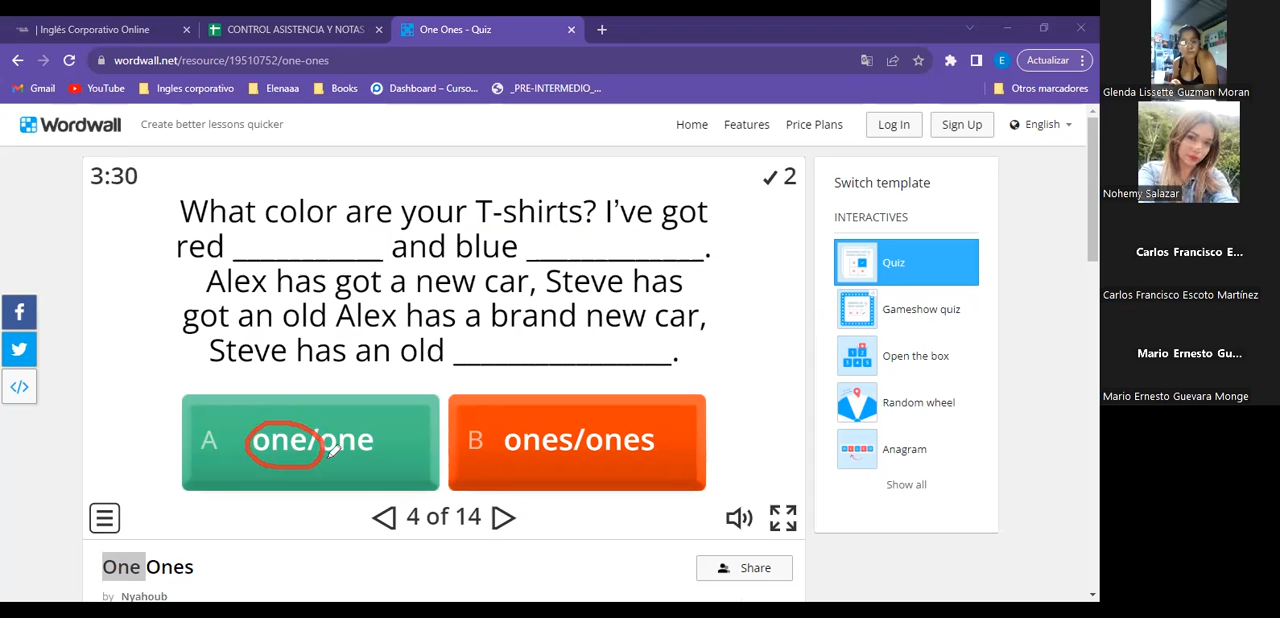 | Inglés Corporativo Online
CONTROL ASISTENCIA Y NOTAS
One Ones - Quiz
wordwall.net/resource/19510752/one-ones
E
Actualizar
Gmail
YouTube
Ingles corporativo
Elenaaa
Books
Dashboard – Curso...
_PRE-INTERMEDIO_...
Otros marcadores
Wordwall
Create better lessons quicker
Home
Features
Price Plans
Log In
Sign Up
English
3:30
✓ 2
What color are your T-shirts? I've got
red ____________ and blue ______________.
Alex has got a new car, Steve has
got an old Alex has a brand new car,
Steve has an old _________________.
A one/one
B ones/ones
4 of 14
One Ones
by Nyahoub
Share
Switch template
INTERACTIVES
Quiz
Gameshow quiz
Open the box
Random wheel
Anagram
Show all
Glenda Lissette Guzman Moran
Nohemy Salazar
Carlos Francisco E...
Carlos Francisco Escoto Martínez
Mario Ernesto Gu...
Mario Ernesto Guevara Monge